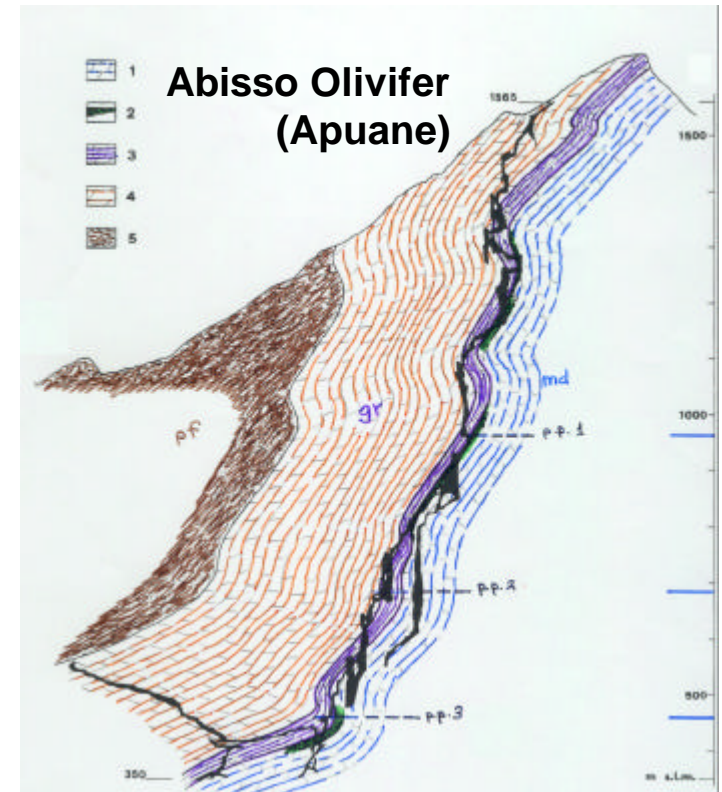 Abisso Olivifer
(Apuane)
1
2
3
4
5
1565
1500
md
gr
pf
1000
p.p.1
p.p.2
500
p.p.3
350
m s.l.m.